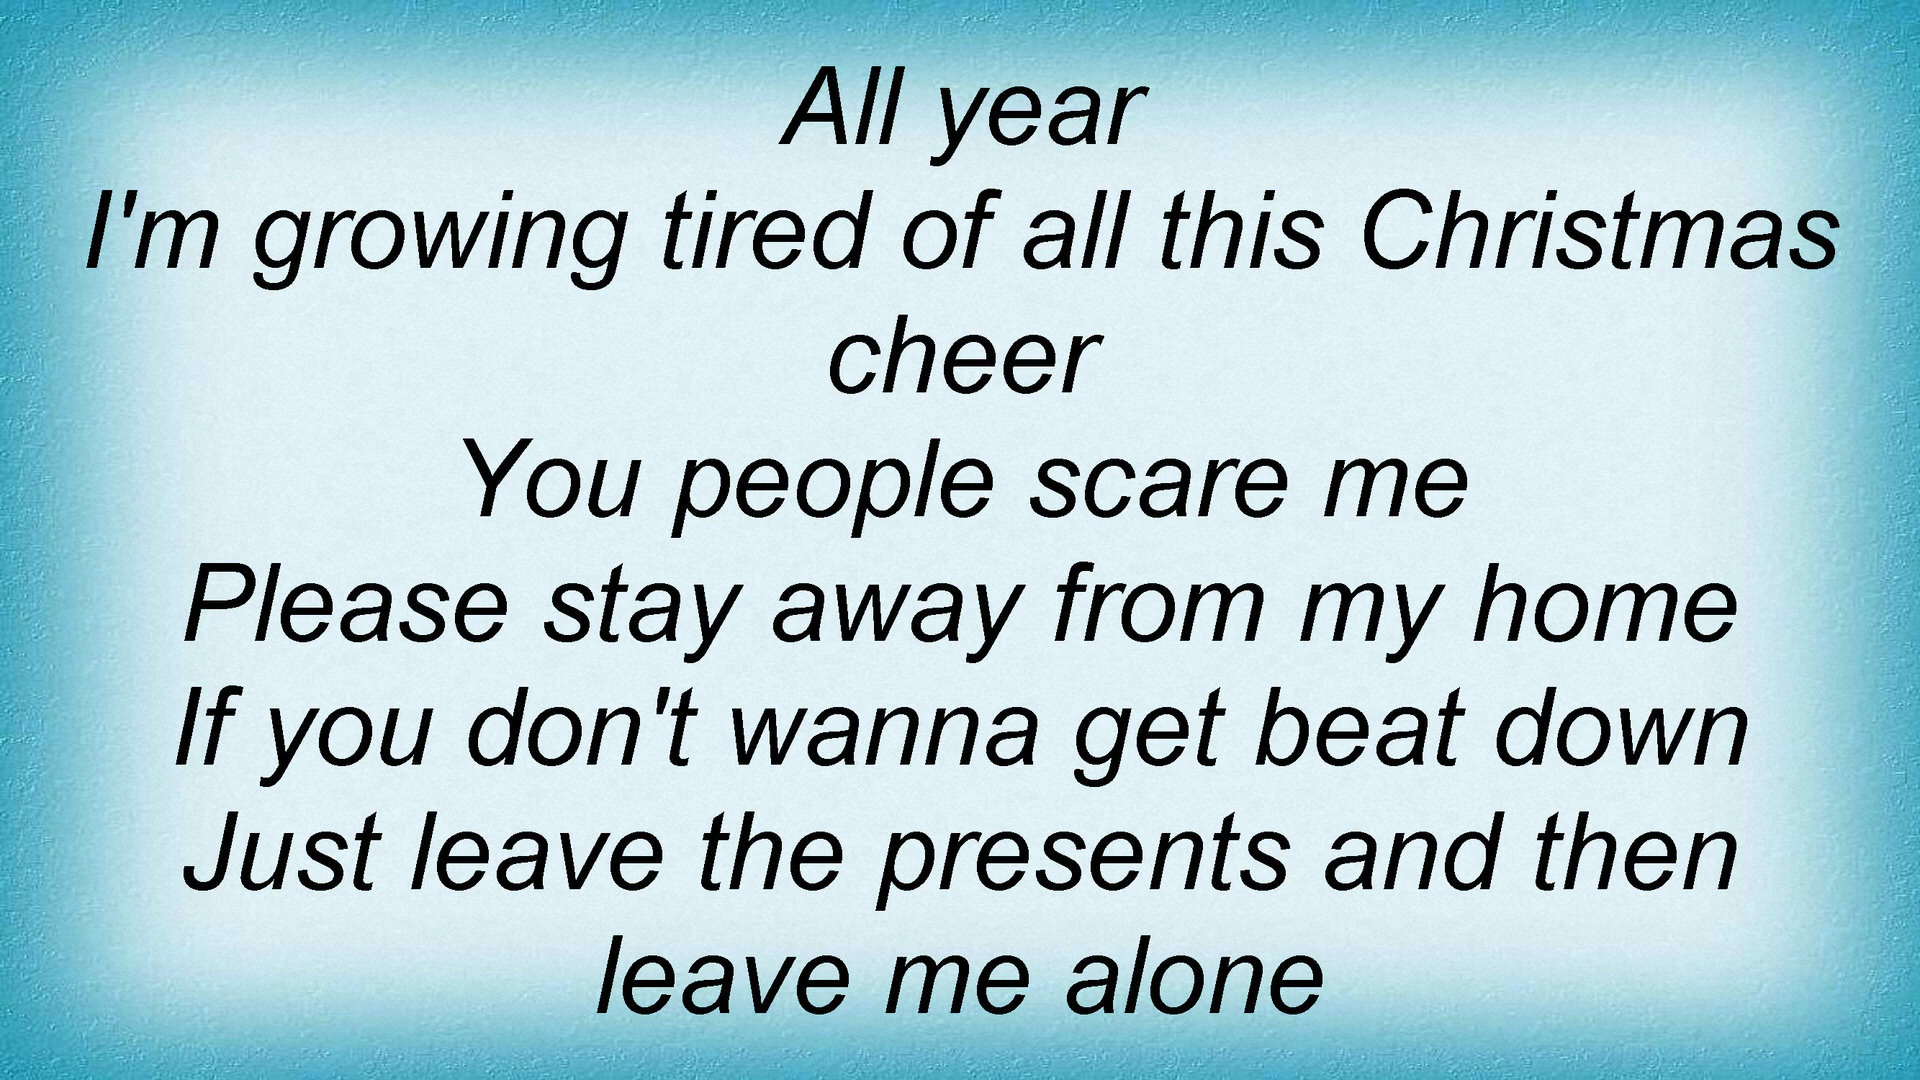 All year
I'm growing tired of all this Christmas
cheer
You people scare me
Please stay away from my home
If you don't wanna get beat down
Just leave the presents and then
leave me alone